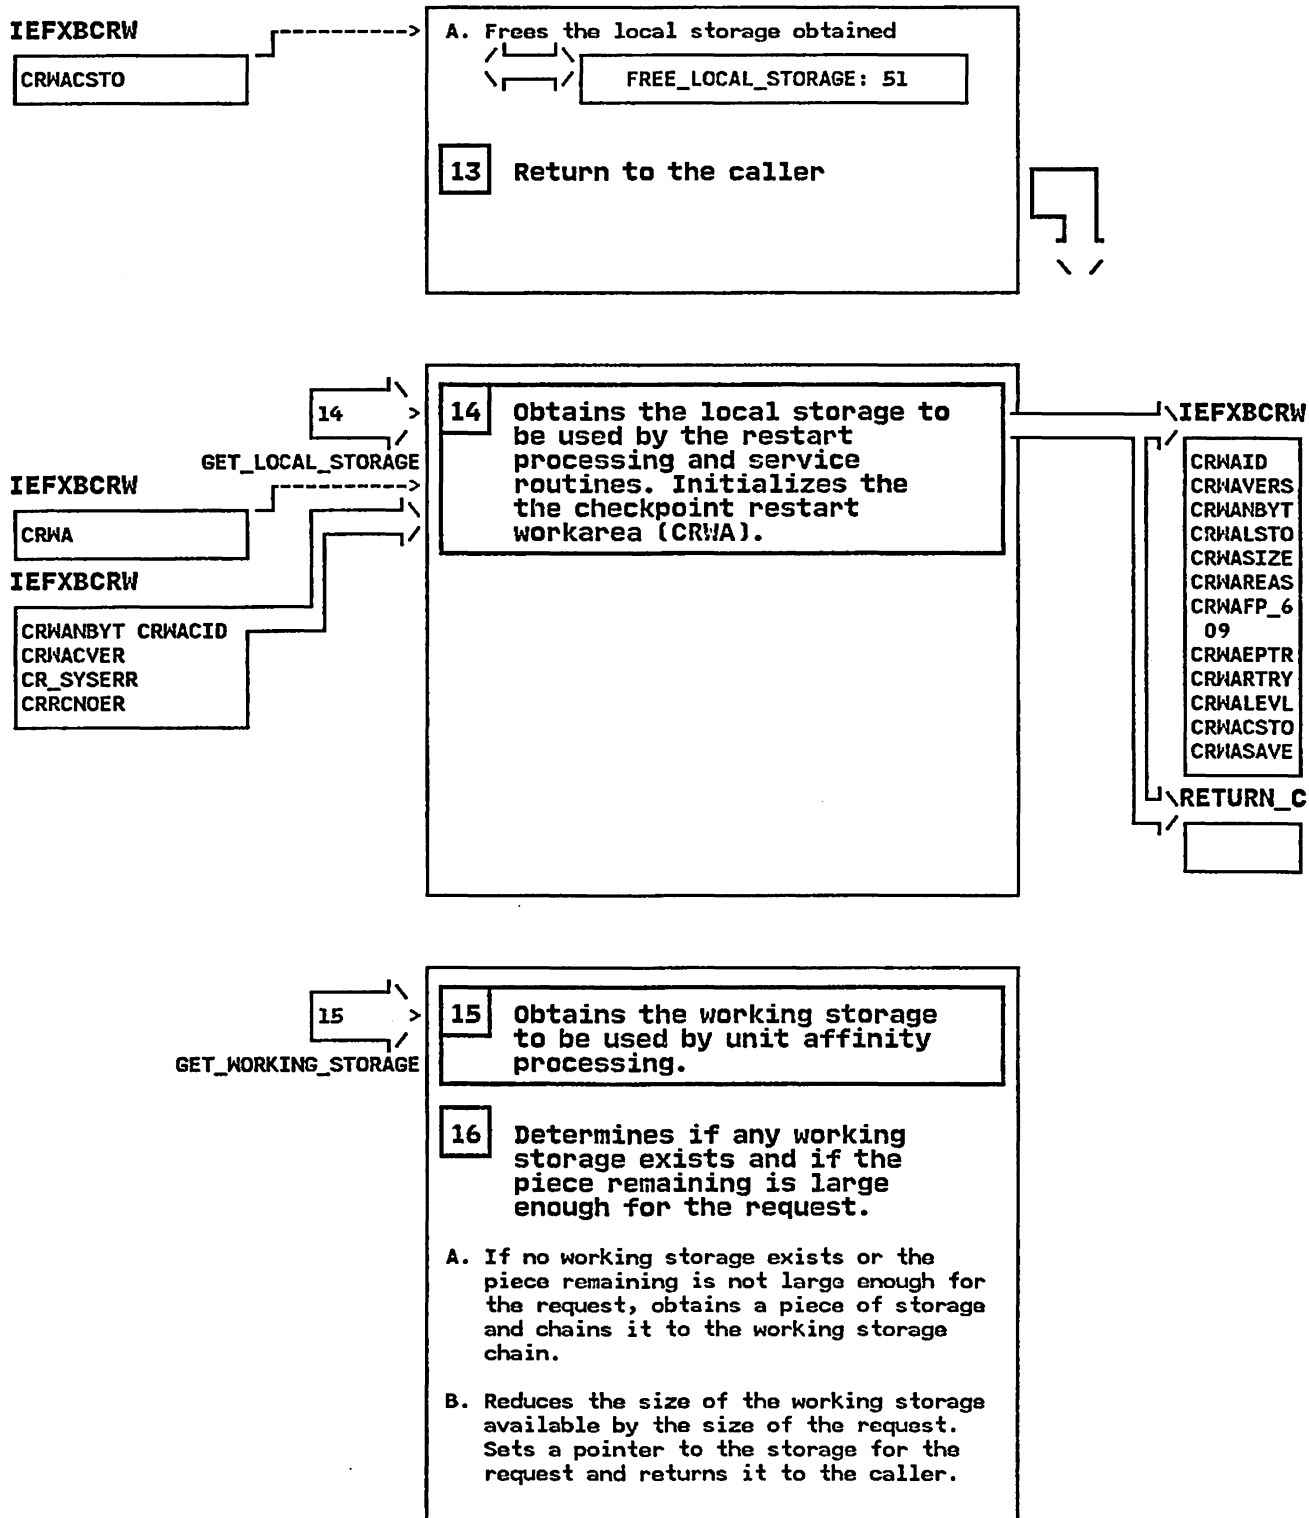 IEFXBCRW
CRWACSTO
A. Frees the local storage obtained
FREE_LOCAL_STORAGE: 51
13 Return to the caller
14
GET_LOCAL_STORAGE
14 Obtains the local storage to
be used by the restart
processing and service
routines. Initializes the
the checkpoint restart
workarea (CRWA).
IEFXBCRW
CRWA
IEFXBCRW
CRWANBYT CRWACID
CRWACVER
CR_SYSERR
CRRCNOER
IEFXBCRW
CRWAID
CRWAVERS
CRWANBYT
CRWALSTO
CRWASIZE
CRWAREAS
CRWAFP_6
09
CRWAEPTR
CRWARTRY
CRWALEVL
CRWACSTO
CRWASAVE
RETURN_C
15
GET_WORKING_STORAGE
15 Obtains the working storage
to be used by unit affinity
processing.
16 Determines if any working
storage exists and if the
piece remaining is large
enough for the request.
A. If no working storage exists or the
piece remaining is not large enough for
the request, obtains a piece of storage
and chains it to the working storage
chain.
B. Reduces the size of the working storage
available by the size of the request.
Sets a pointer to the storage for the
request and returns it to the caller.